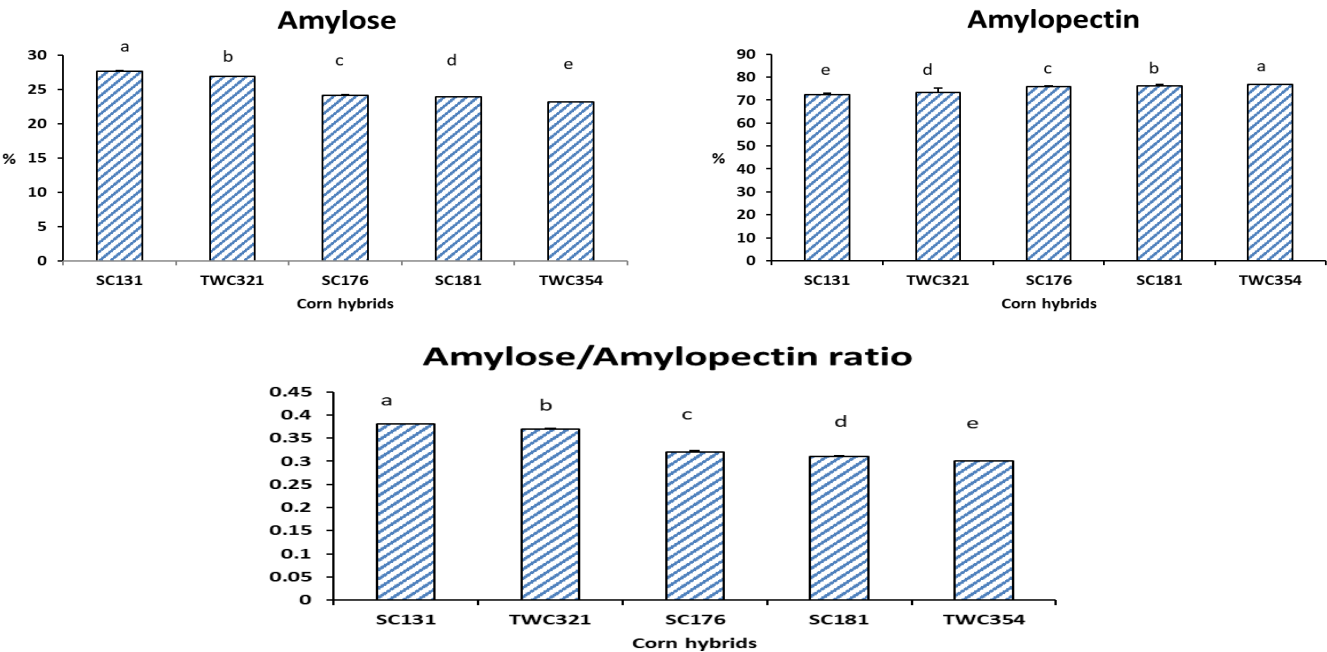 Amylose
a b c d e
30
25
20
15
10
5
0
%
SC131 TWC321 SC176 SC181 TWC354
Corn hybrids
Amylopectin
e d c b a
90
80
70
60
50
40
30
20
10
0
%
SC131 TWC321 SC176 SC181 TWC354
Corn hybrids
Amylose/Amylopectin ratio
a b c d e
0.45
0.4
0.35
0.3
0.25
0.2
0.15
0.1
0.05
0
SC131 TWC321 SC176 SC181 TWC354
Corn hybrids